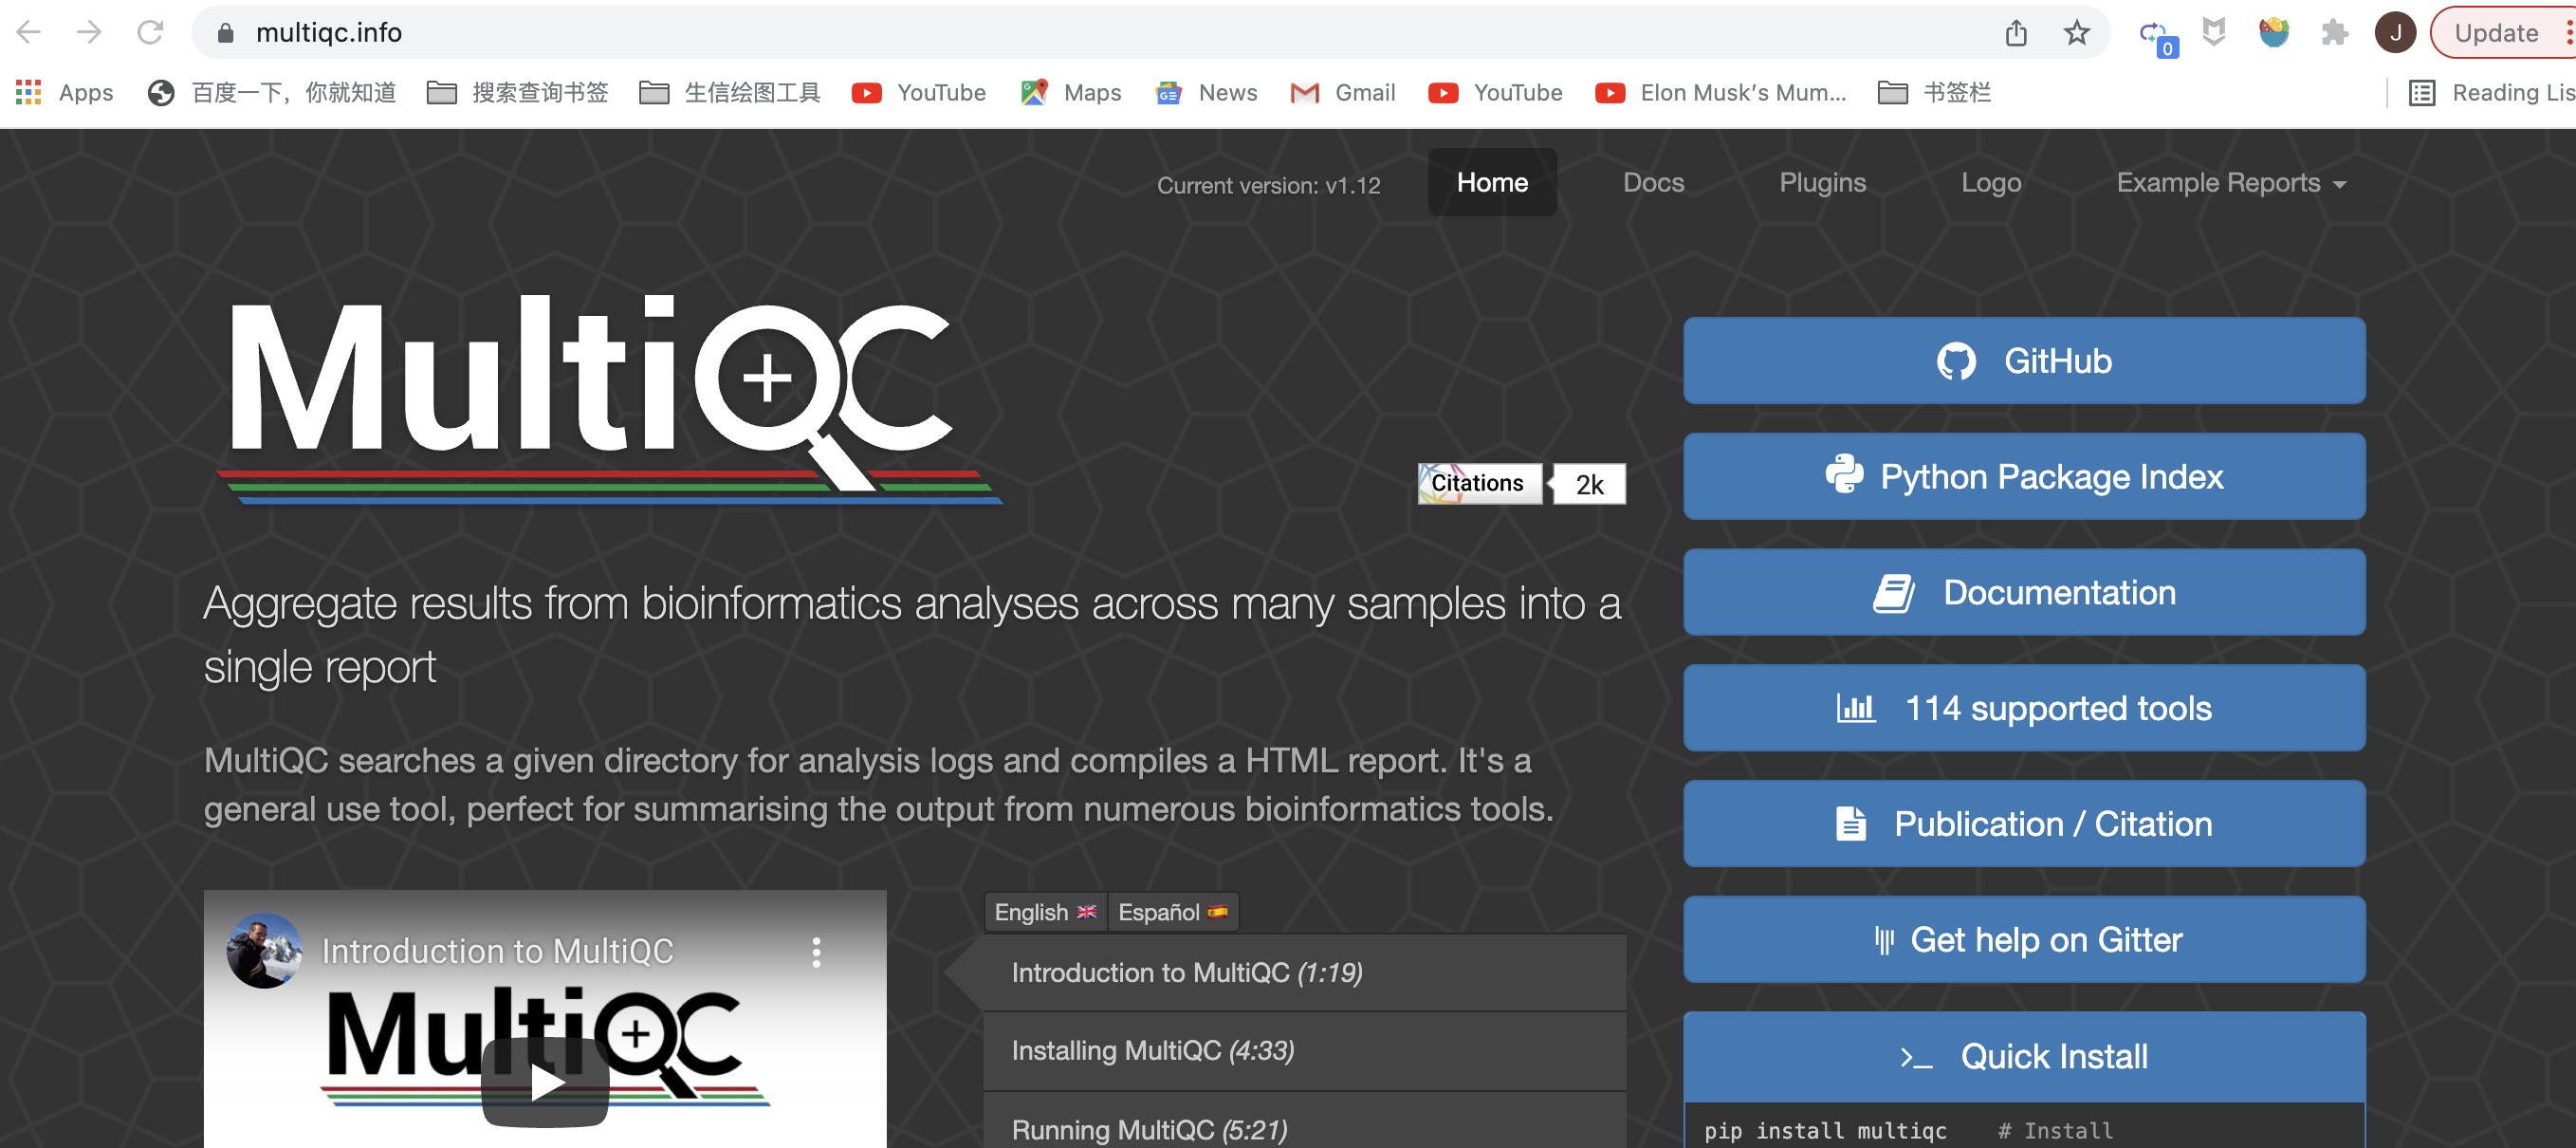 multiqc.info
0
J
Update
Apps
百度一下，你就知道
搜索查询书签
生信绘图工具
YouTube
Maps
News
Gmail
YouTube
Elon Musk's Mum...
书签栏
Reading Lis
Current version: v1.12
Home
Docs
Plugins
Logo
Example Reports
MultiQC
Citations
2k
Aggregate results from bioinformatics analyses across many samples into a
single report
MultiQC searches a given directory for analysis logs and compiles a HTML report. It's a
general use tool, perfect for summarising the output from numerous bioinformatics tools.
Introduction to MultiQC
MultiQC
English
Español
Introduction to MultiQC (1:19)
Installing MultiQC (4:33)
Running MultiQC (5:21)
GitHub
Python Package Index
Documentation
114 supported tools
Publication / Citation
Get help on Gitter
>_ Quick Install
pip install multiqc # Install